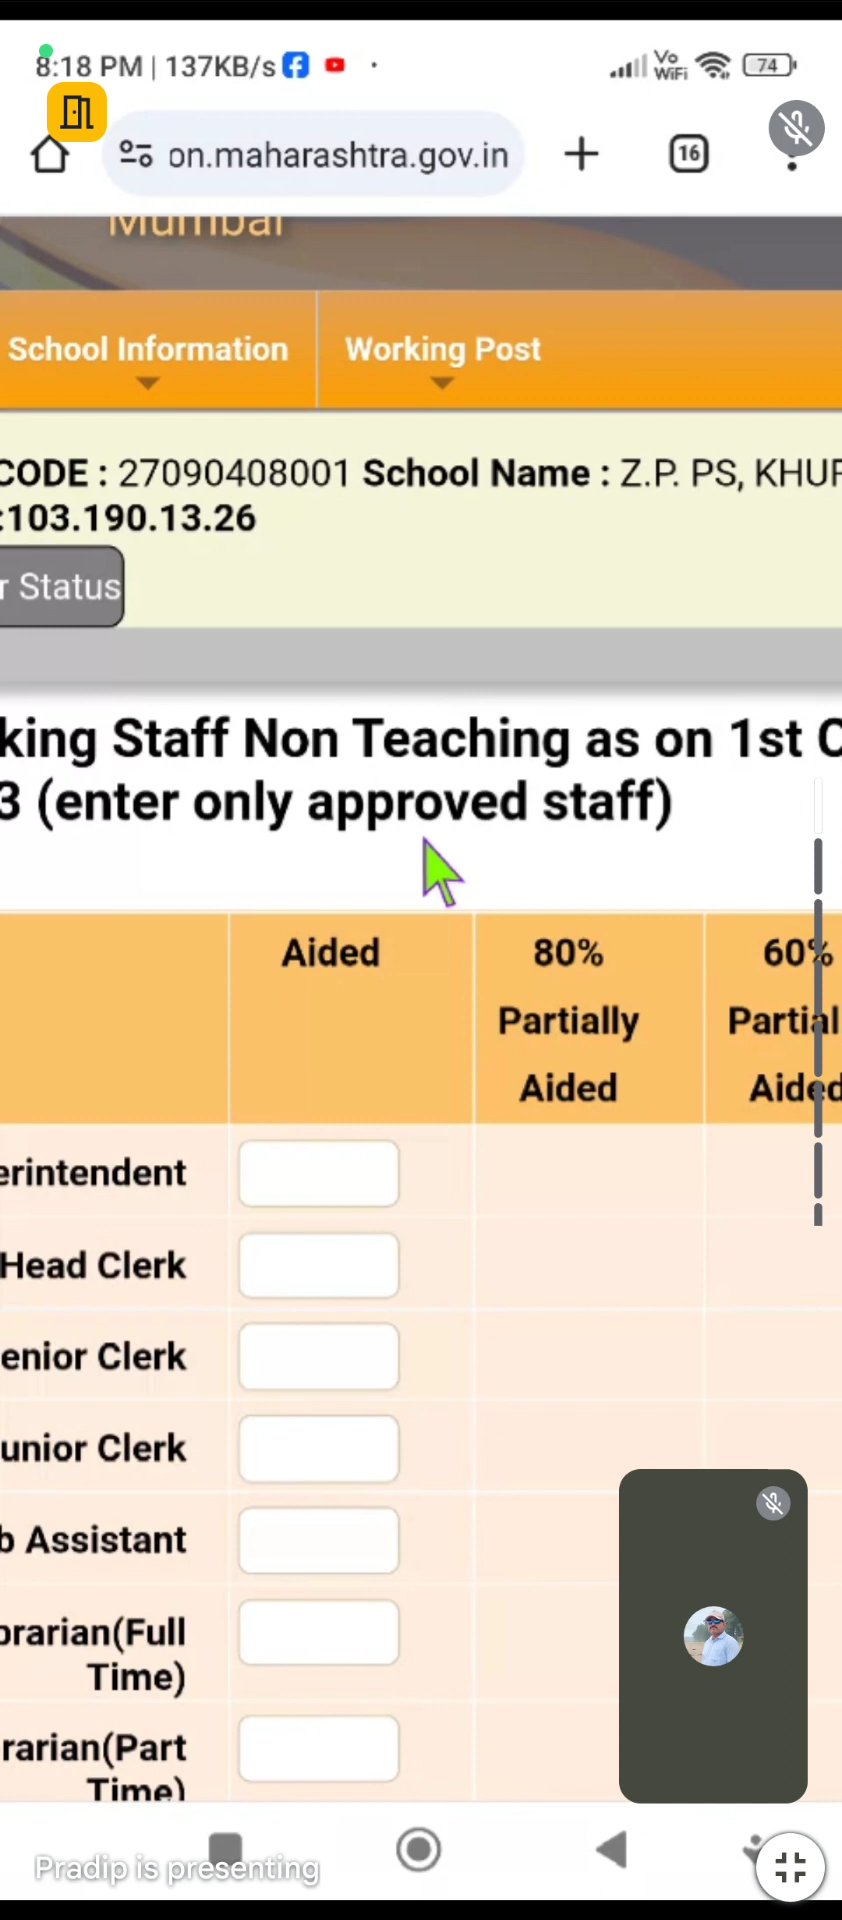 8:18 PM | 137KB/s
Vo
WiFi
74
on.maharashtra.gov.in
16
Mumbai
School Information
Working Post
CODE : 27090408001 School Name : Z.P. PS, KHUR
:103.190.13.26
r Status
king Staff Non Teaching as on 1st O
3 (enter only approved staff)
Aided
80%
Partially
Aided
60%
Partial
Aided
erintendent
Head Clerk
enior Clerk
unior Clerk
b Assistant
brarian(Full
Time)
rarian(Part
Time)
Pradip is presenting